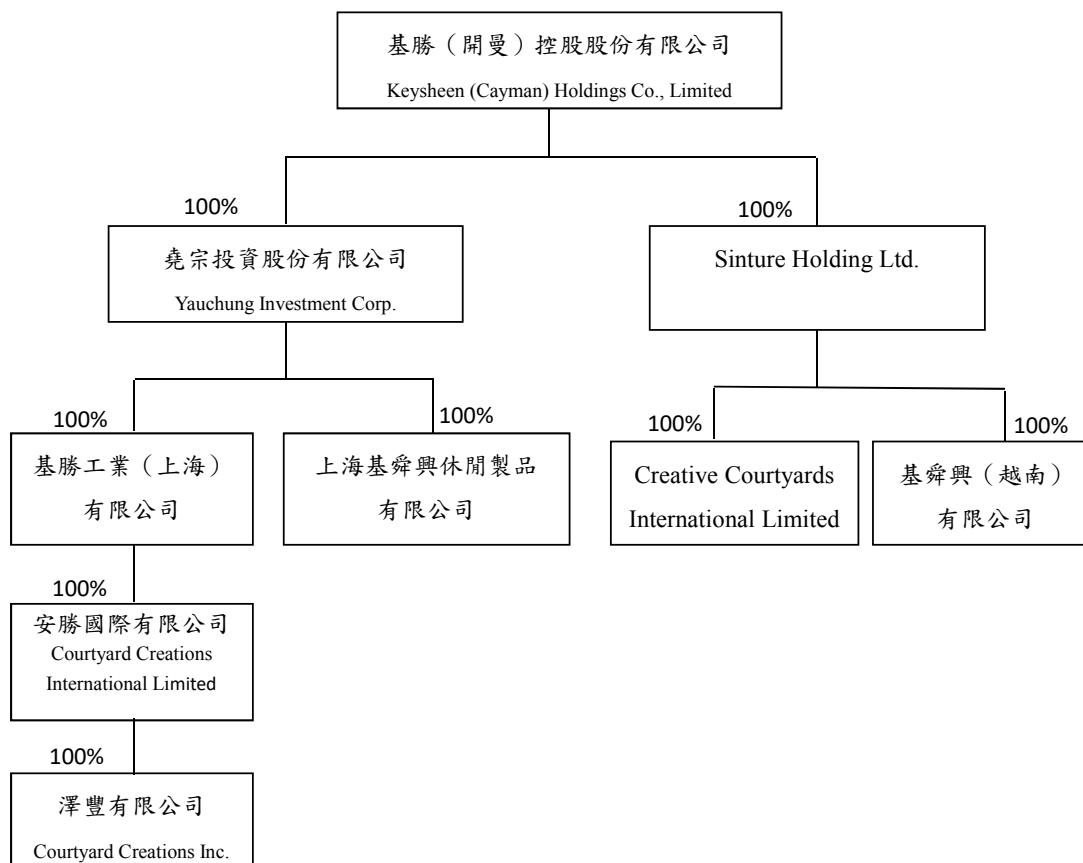 基勝（開曼）控股股份有限公司
Keysheen (Cayman) Holdings Co., Limited
100%
100%
堯宗投資股份有限公司
Yauchung Investment Corp.
Sinture Holding Ltd.
100%
100%
100%
100%
基勝工業（上海）
有限公司
上海基舜興休閒製品
有限公司
Creative Courtyards
International Limited
基舜興（越南）
有限公司
100%
安勝國際有限公司
Courtyard Creations
International Limited
100%
澤豐有限公司
Courtyard Creations Inc.